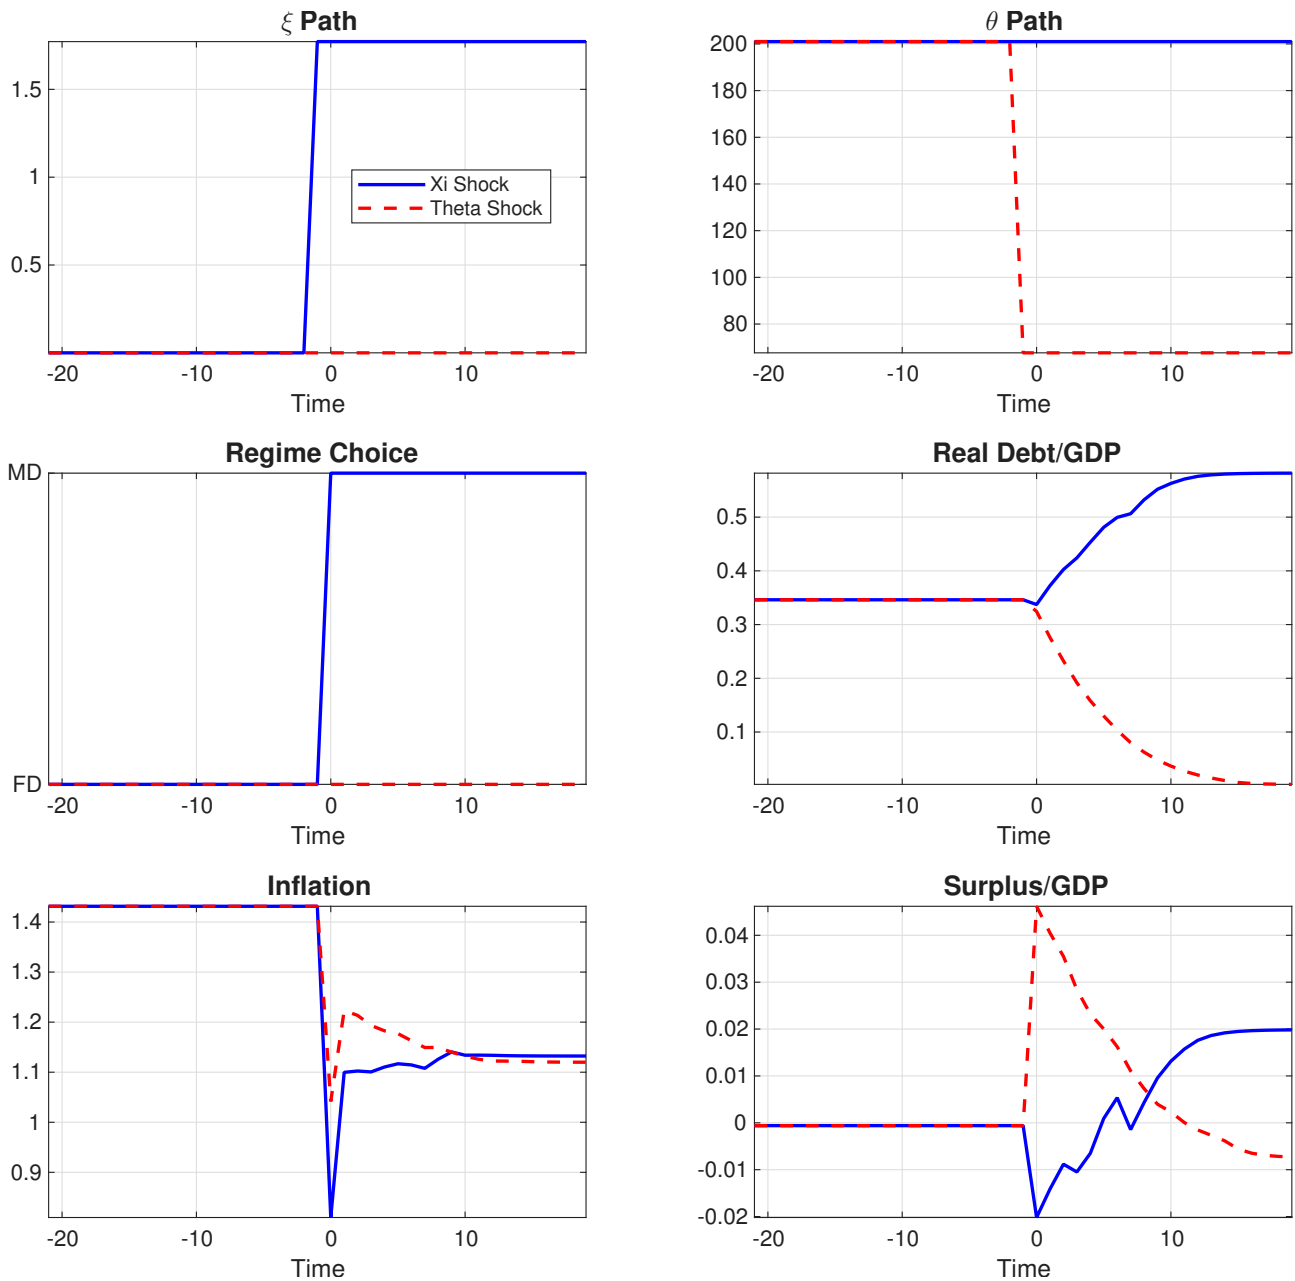 ξ Path
1.5
1
0.5
-20 -10 0 10
Time
Xi Shock
Theta Shock
θ Path
200
180
160
140
120
100
80
-20 -10 0 10
Time
Regime Choice
MD
FD
-20 -10 0 10
Time
Real Debt/GDP
0.5
0.4
0.3
0.2
0.1
-20 -10 0 10
Time
Inflation
1.4
1.3
1.2
1.1
1
0.9
-20 -10 0 10
Time
Surplus/GDP
0.04
0.03
0.02
0.01
0
-0.01
-0.02
-20 -10 0 10
Time